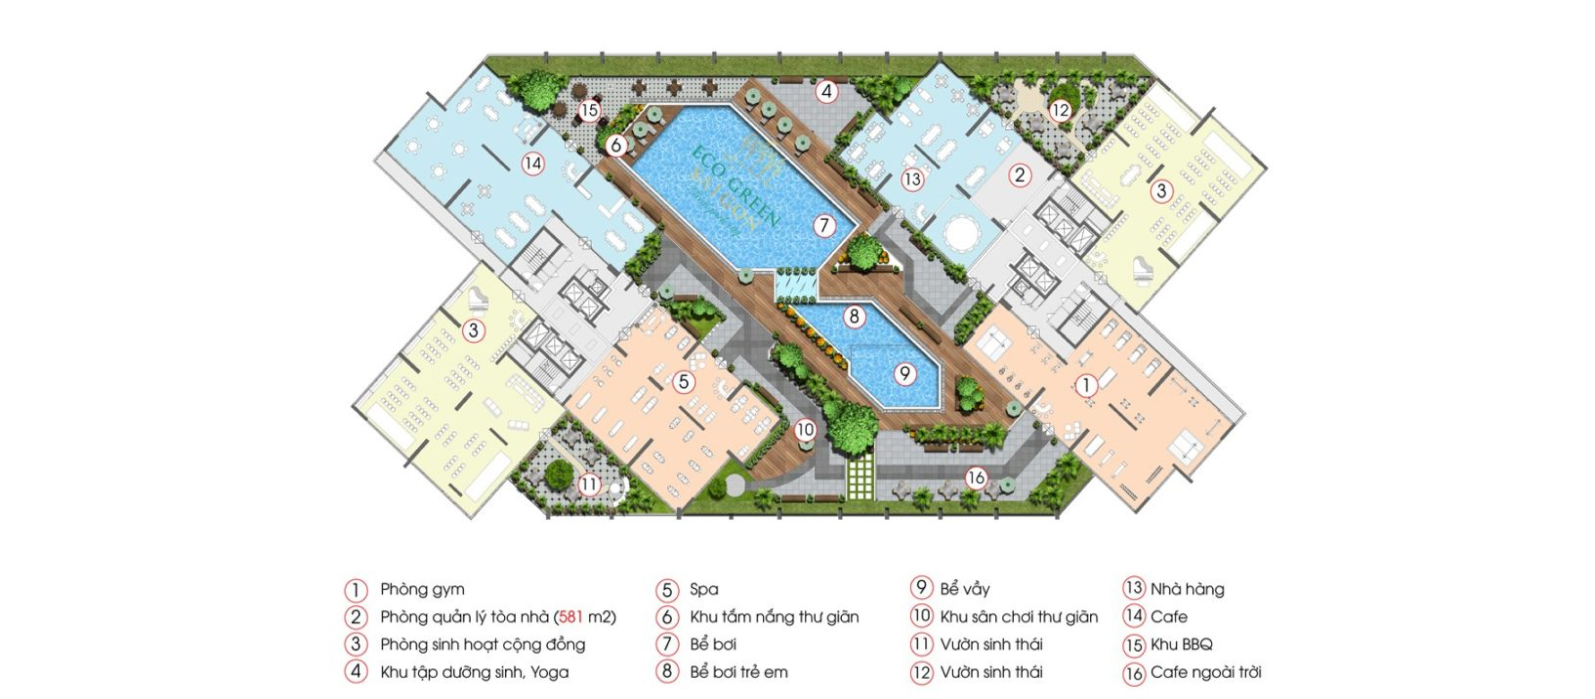 4
15
12
6
14
13
2
3
ECO GREEN
SAIGON
7
3
8
5
9
1
10
11
16
1 Phòng gym
2 Phòng quản lý tòa nhà (581 m2)
3 Phòng sinh hoạt cộng đồng
4 Khu tập dưỡng sinh, Yoga
5 Spa
6 Khu tắm nắng thư giãn
7 Bể bơi
8 Bể bơi trẻ em
9 Bể vầy
10 Khu sân chơi thư giãn
11 Vườn sinh thái
12 Vườn sinh thái
13 Nhà hàng
14 Cafe
15 Khu BBQ
16 Cafe ngoài trời